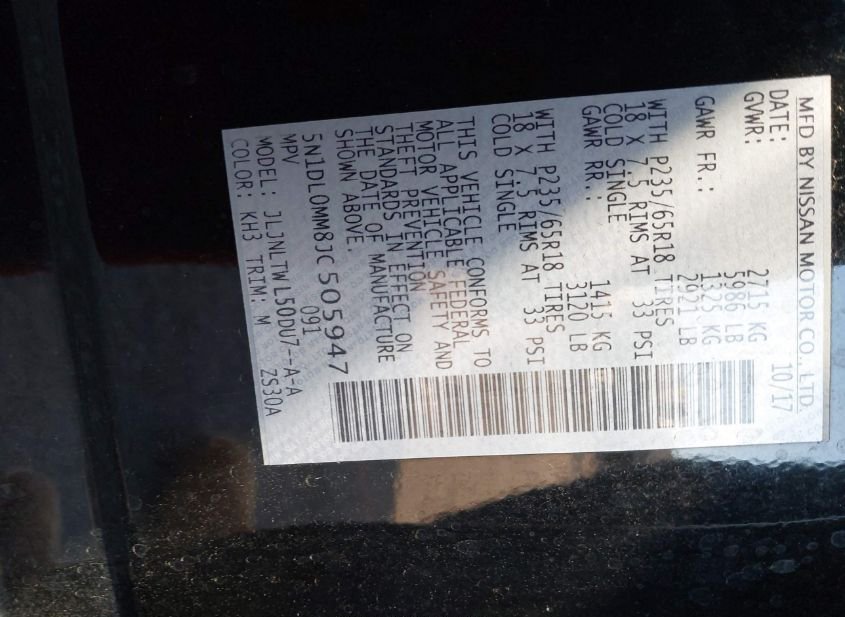 MFD BY NISSAN MOTOR CO., LTD.
DATE: 10/17
GVWR: 2715 KG
5986 LB
GAWR FR.: 1325 KG
2921 LB
WITH P235/65R18 TIRES
18 X 7.5 RIMS AT 33 PSI
COLD SINGLE
GAWR RR.: 1415 KG
3120 LB
WITH P235/65R18 TIRES
18 X 7.5 RIMS AT 33 PSI
COLD SINGLE
THIS VEHICLE CONFORMS TO
ALL APPLICABLE FEDERAL
MOTOR VEHICLE SAFETY AND
THEFT PREVENTION
STANDARDS IN EFFECT ON
THE DATE OF MANUFACTURE
SHOWN ABOVE.
5N1DL0MM8JC505947
MPV 091
MODEL: JLJNLTWL50DU7--A-A
COLOR: KH3 TRIM: M ZS30A